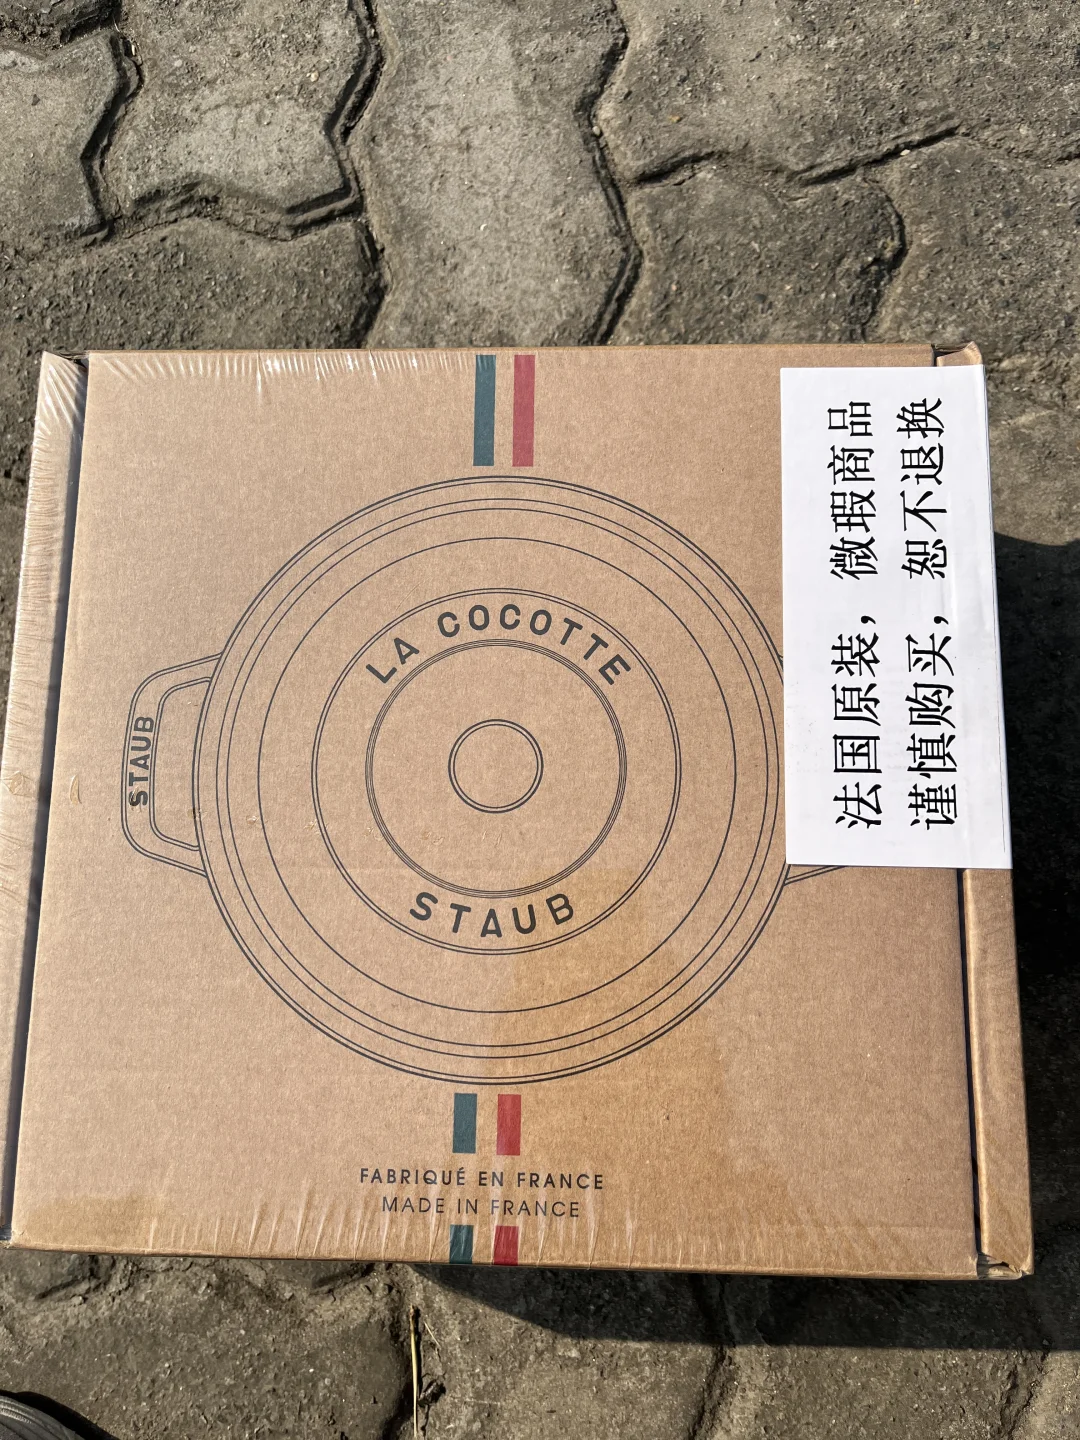 LA COCOTTE
STAUB
STAUB
FABRIQUÉ EN FRANCE
MADE IN FRANCE
法国原装，微瑕商品
谨慎购买，恕不退换